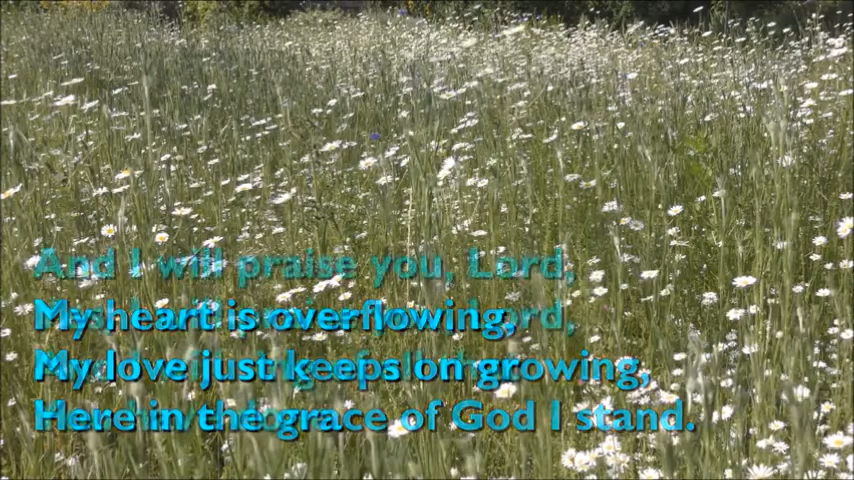 And I will praise you, Lord,
My heart is overflowing,
My love just keeps on growing,
Here in the grace of God I stand.